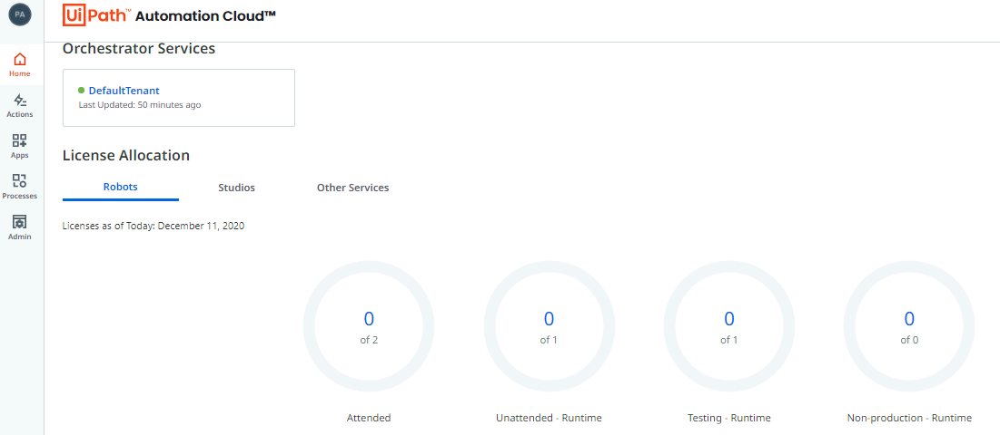 PA
UiPath™ Automation Cloud™
Home
Actions
Apps
Processes
Admin
Orchestrator Services
DefaultTenant
Last Updated: 50 minutes ago
License Allocation
Robots Studios Other Services
Licenses as of Today: December 11, 2020
0 0 0 0
of 2 of 1 of 1 of 0
Attended Unattended - Runtime Testing - Runtime Non-production - Runtime